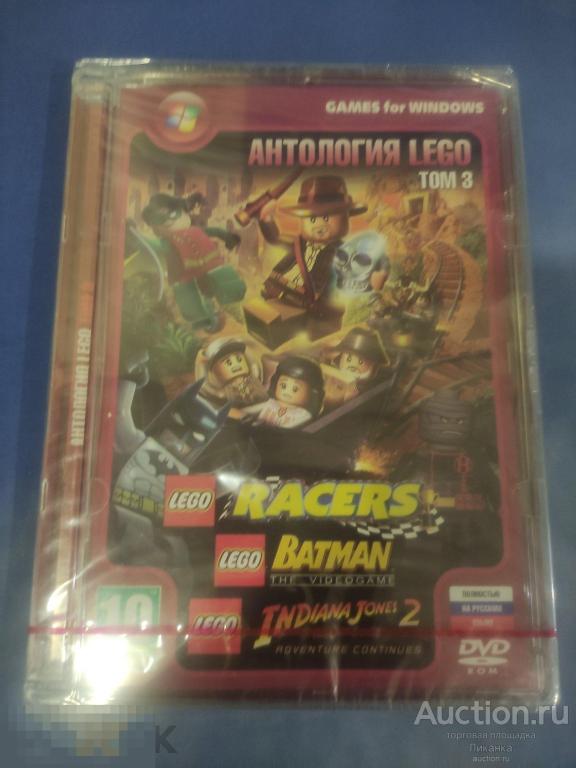 GAMES for WINDOWS
АНТОЛОГИЯ LEGO
ТОМ 3
АНТОЛОГИЯ LEGO
LEGO RACERS
LEGO BATMAN
THE VIDEOGAME
LEGO INDIANA JONES 2
ADVENTURE CONTINUES
10
ПОЛНОСТЬЮ
НА РУССКОМ
DVD
ROM
Auction.ru
торговая площадка
Пиканка
auction.ru